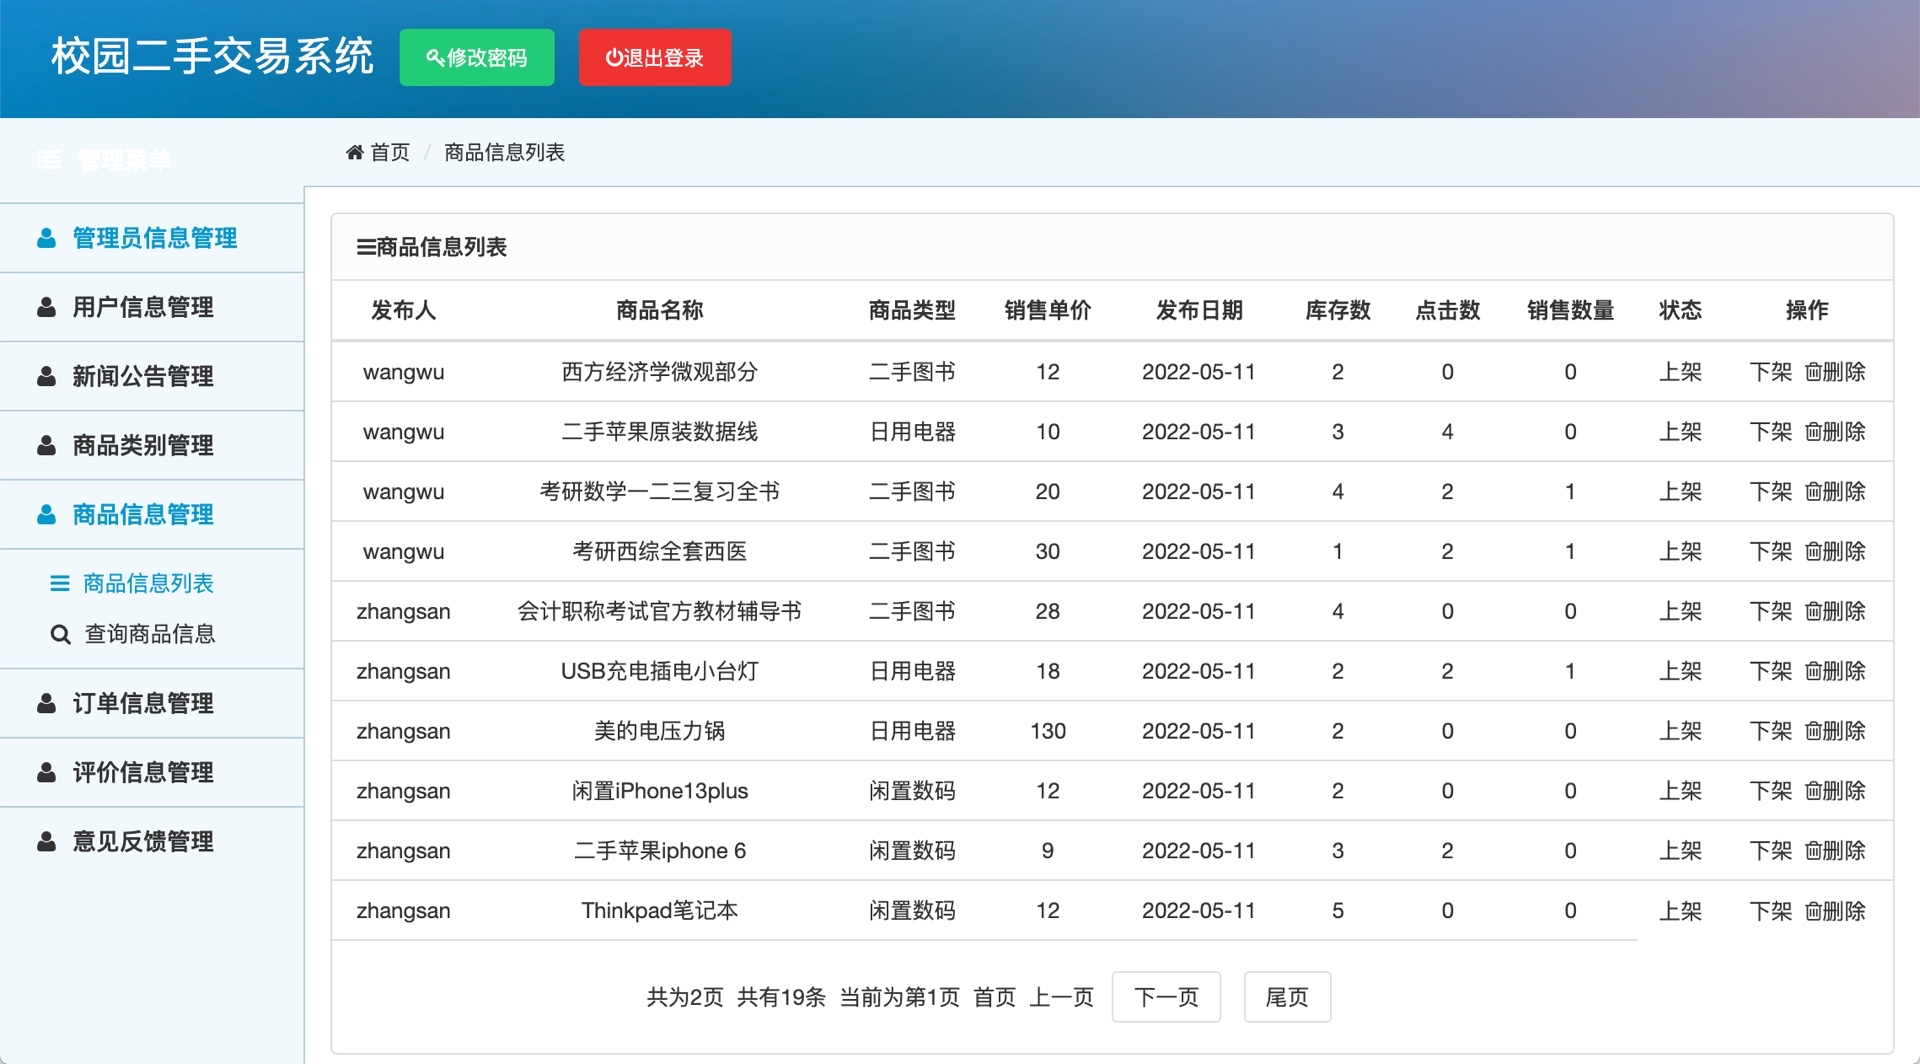 校园二手交易系统 修改密码 退出登录
管理菜单
首页 / 商品信息列表
管理员信息管理
用户信息管理
新闻公告管理
商品类别管理
商品信息管理
商品信息列表
查询商品信息
订单信息管理
评价信息管理
意见反馈管理
商品信息列表
发布人 商品名称 商品类型 销售单价 发布日期 库存数 点击数 销售数量 状态 操作
wangwu 西方经济学微观部分 二手图书 12 2022-05-11 2 0 0 上架 下架 删除
wangwu 二手苹果原装数据线 日用电器 10 2022-05-11 3 4 0 上架 下架 删除
wangwu 考研数学一二三复习全书 二手图书 20 2022-05-11 4 2 1 上架 下架 删除
wangwu 考研西综全套西医 二手图书 30 2022-05-11 1 2 1 上架 下架 删除
zhangsan 会计职称考试官方教材辅导书 二手图书 28 2022-05-11 4 0 0 上架 下架 删除
zhangsan USB充电插电小台灯 日用电器 18 2022-05-11 2 2 1 上架 下架 删除
zhangsan 美的电压力锅 日用电器 130 2022-05-11 2 0 0 上架 下架 删除
zhangsan 闲置iPhone13plus 闲置数码 12 2022-05-11 2 0 0 上架 下架 删除
zhangsan 二手苹果iphone 6 闲置数码 9 2022-05-11 3 2 0 上架 下架 删除
zhangsan Thinkpad笔记本 闲置数码 12 2022-05-11 5 0 0 上架 下架 删除
共为2页 共有19条 当前为第1页 首页 上一页 下一页 尾页